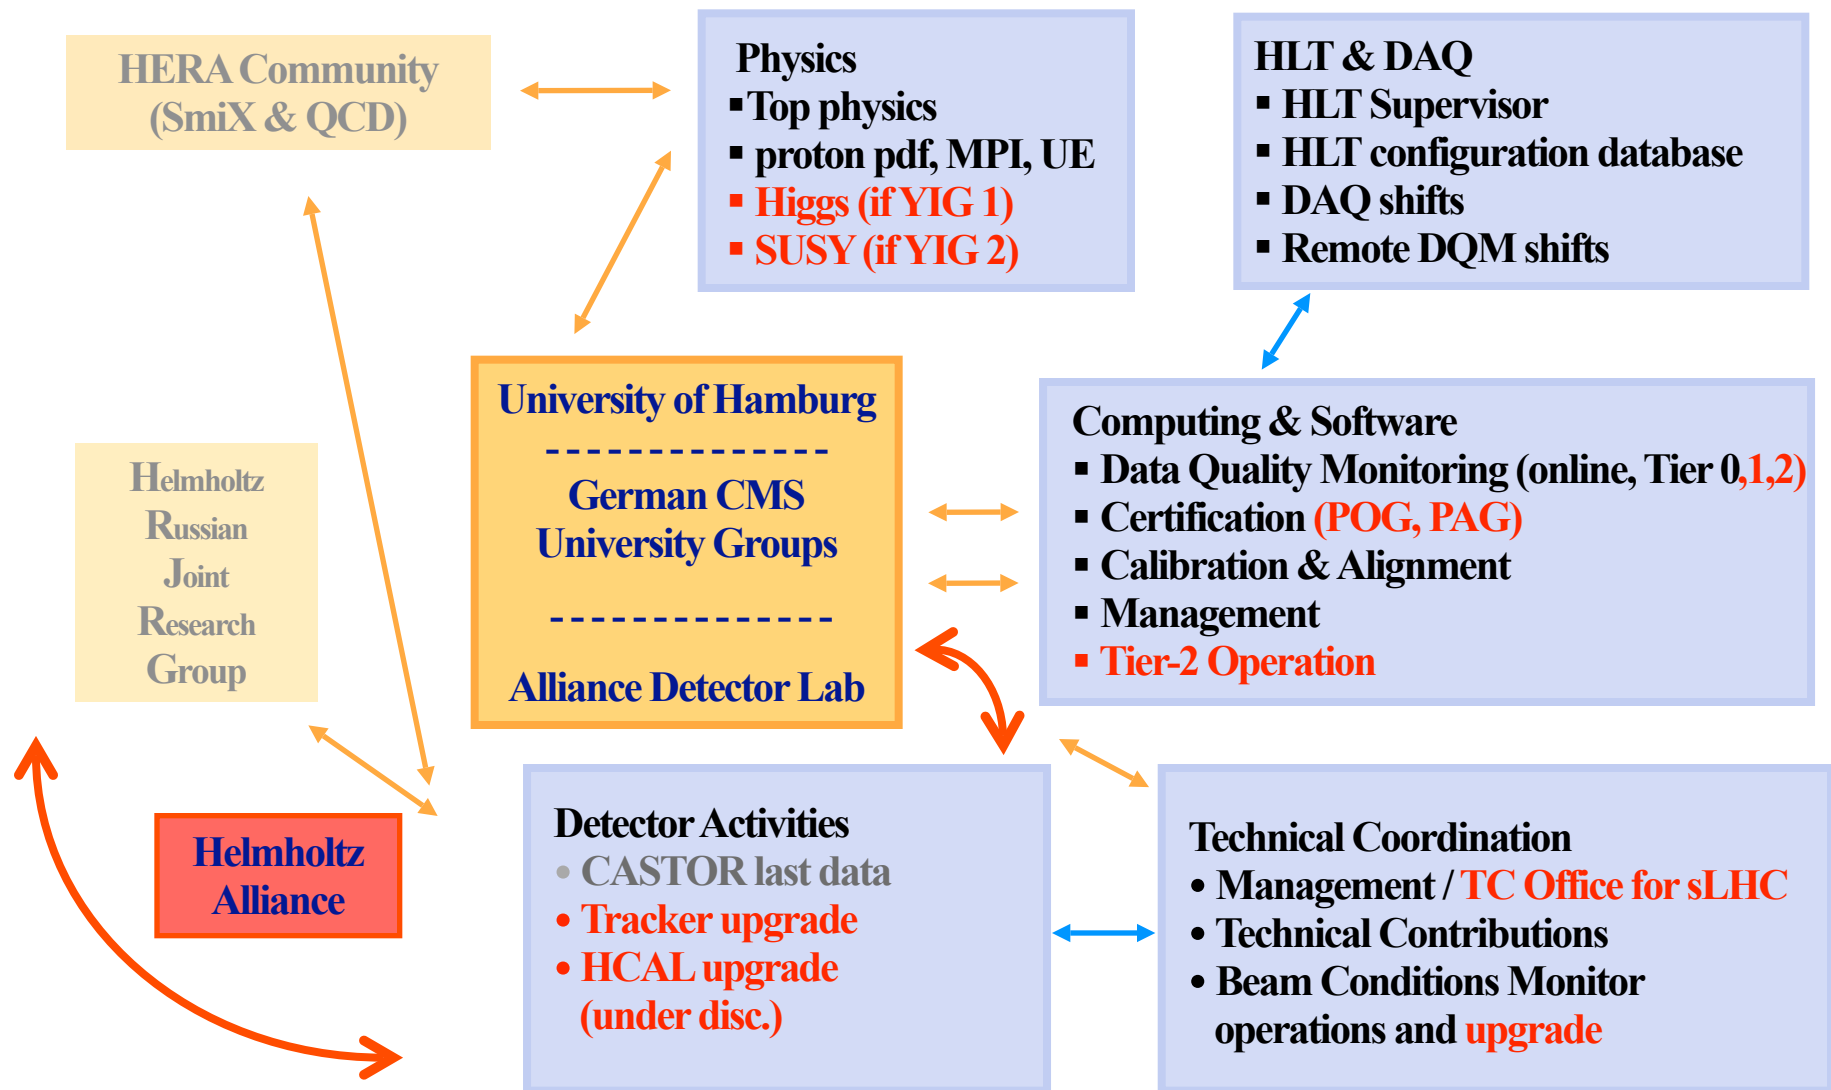 HERA Community
(SmiX & QCD)
Physics
▪Top physics
▪ proton pdf, MPI, UE
▪ Higgs (if YIG 1)
▪ SUSY (if YIG 2)
HLT & DAQ
▪ HLT Supervisor
▪ HLT configuration database
▪ DAQ shifts
▪ Remote DQM shifts
University of Hamburg
--------------
German CMS
University Groups
--------------
Alliance Detector Lab
Computing & Software
▪ Data Quality Monitoring (online, Tier 0,1,2)
▪ Certification (POG, PAG)
▪ Calibration & Alignment
▪ Management
▪ Tier-2 Operation
Helmholtz
Russian
Joint
Research
Group
Helmholtz
Alliance
Detector Activities
• CASTOR last data
• Tracker upgrade
• HCAL upgrade
(under disc.)
Technical Coordination
• Management / TC Office for sLHC
• Technical Contributions
• Beam Conditions Monitor
operations and upgrade